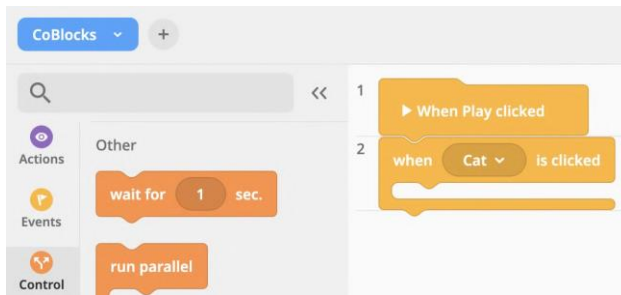 CoBlocks
+
1
When Play clicked
Actions
Other
2
when Cat is clicked
wait for 1 sec.
Events
run parallel
Control